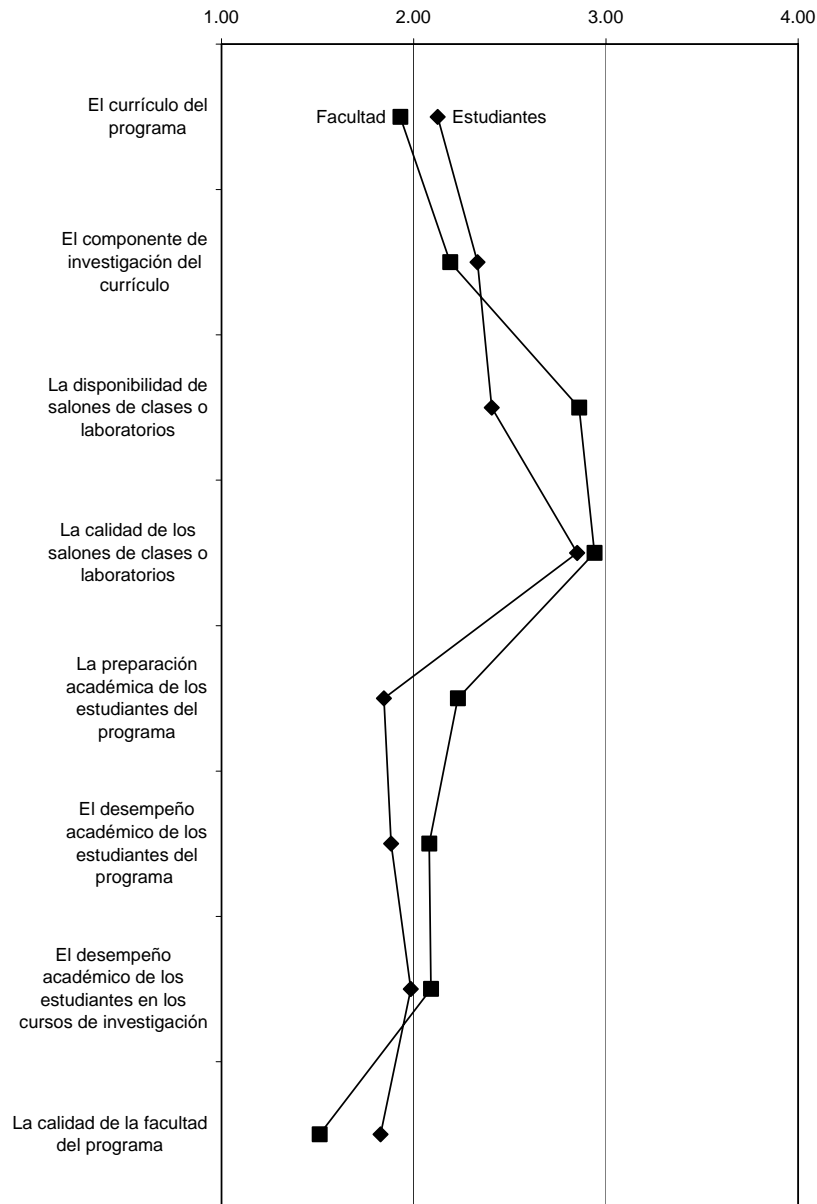 1.00 2.00 3.00 4.00
El currículo del
programa
Facultad Estudiantes
El componente de
investigación del
currículo
La disponibilidad de
salones de clases o
laboratorios
La calidad de los
salones de clases o
laboratorios
La preparación
académica de los
estudiantes del
programa
El desempeño
académico de los
estudiantes del
programa
El desempeño
académico de los
estudiantes en los
cursos de investigación
La calidad de la facultad
del programa